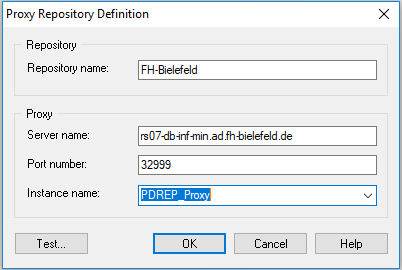 Proxy Repository Definition
Repository
Repository name: FH-Bielefeld
Proxy
Server name: rs07-db-inf-min.ad.fh-bielefeld.de
Port number: 32999
Instance name: PDREP_Proxy
Test... OK Cancel Help